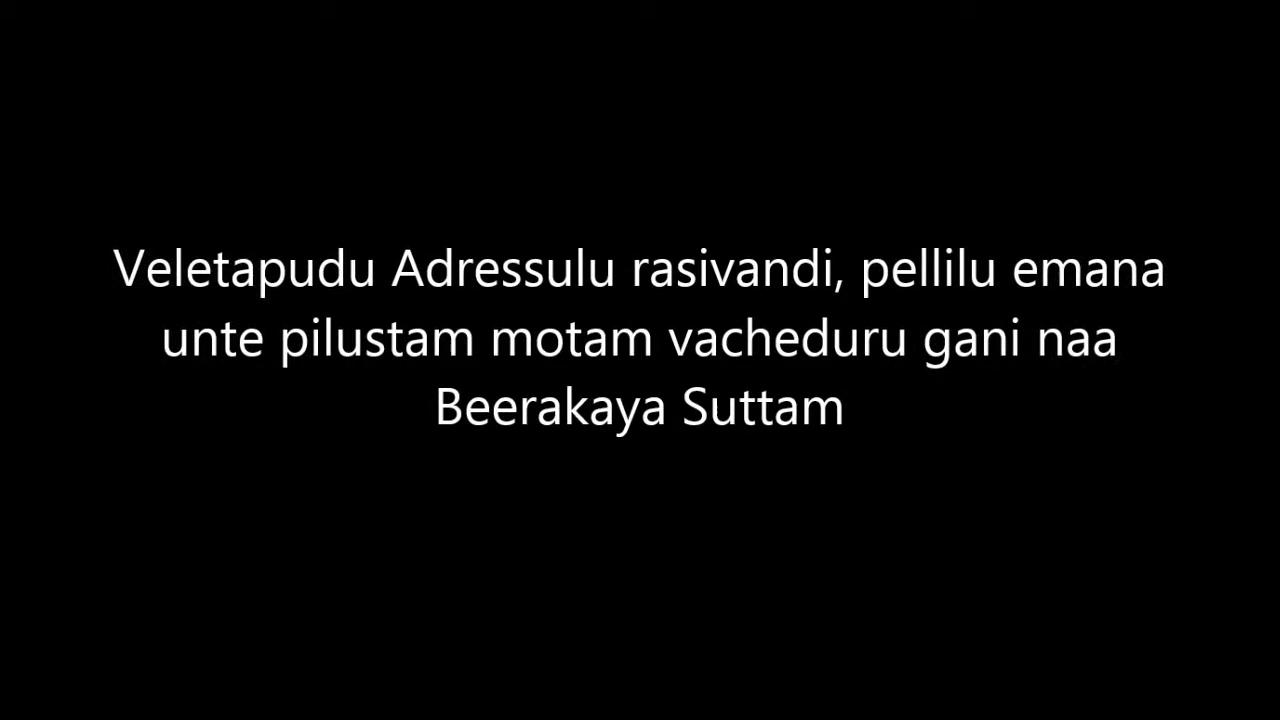 Veletapudu Adressulu rasivandi, pellilu emana
unte pilustam motam vacheduru gani naa
Beerakaya Suttam